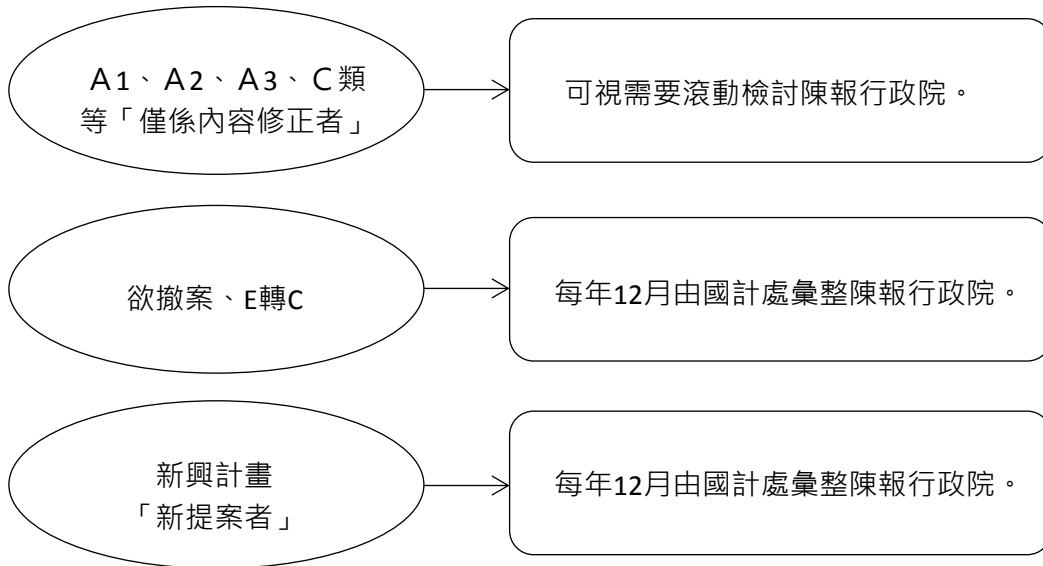 Ａ1、Ａ2、Ａ3、Ｃ類
等「僅係內容修正者」
可視需要滾動檢討陳報行政院。
欲撤案、E轉C
每年12月由國計處彙整陳報行政院。
新興計畫
「新提案者」
每年12月由國計處彙整陳報行政院。